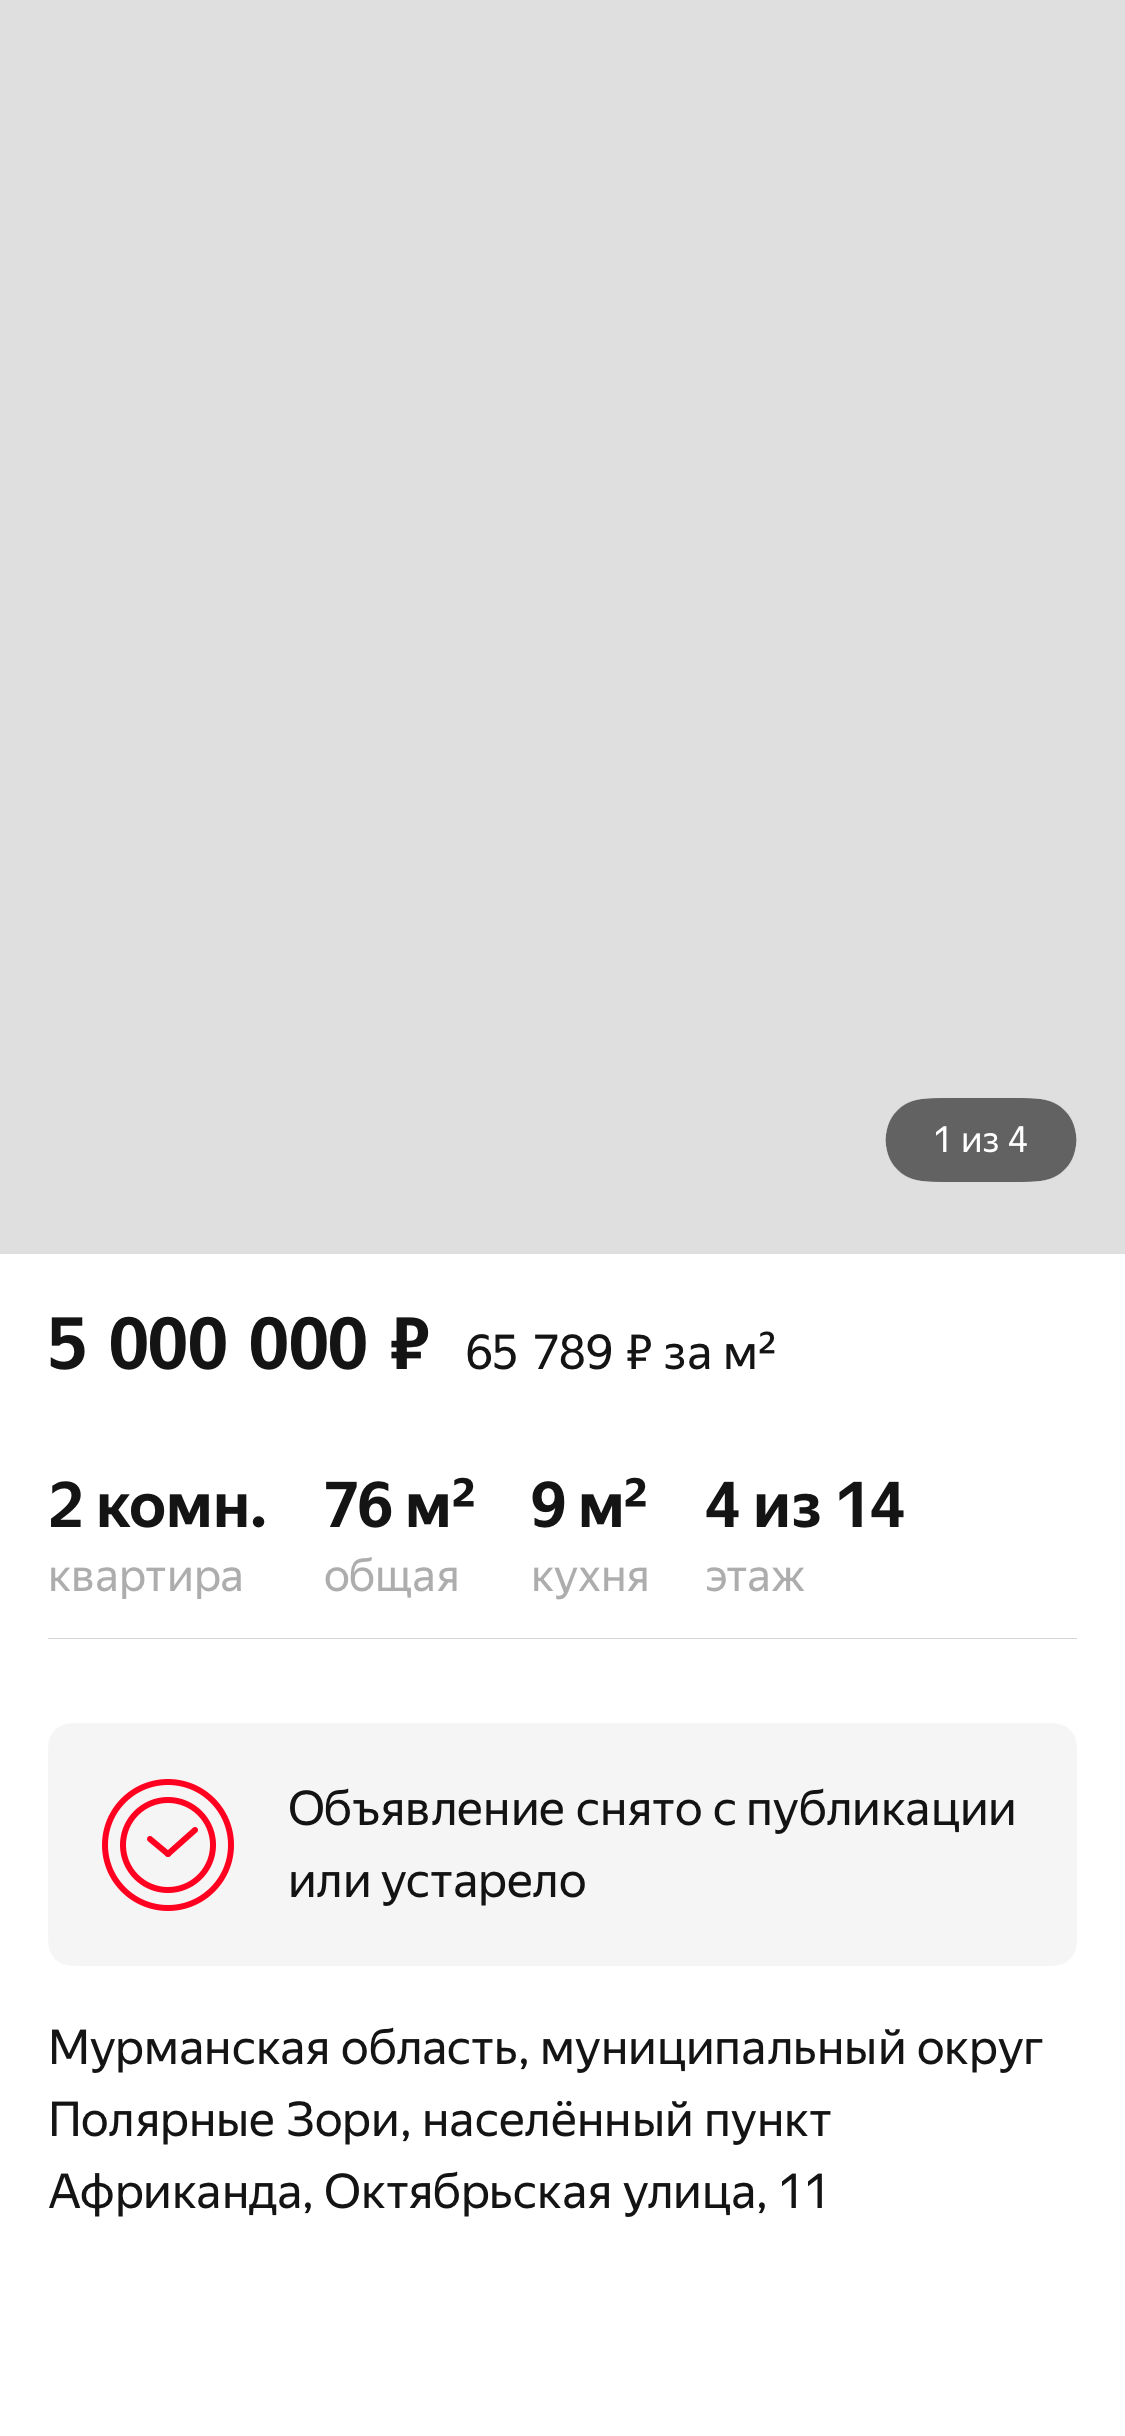 1 из 4
5 000 000 ₽ 65 789 ₽ за м²
2 комн. 76 м² 9 м² 4 из 14
квартира общая кухня этаж
Объявление снято с публикации
или устарело
Мурманская область, муниципальный округ
Полярные Зори, населённый пункт
Африканда, Октябрьская улица, 11